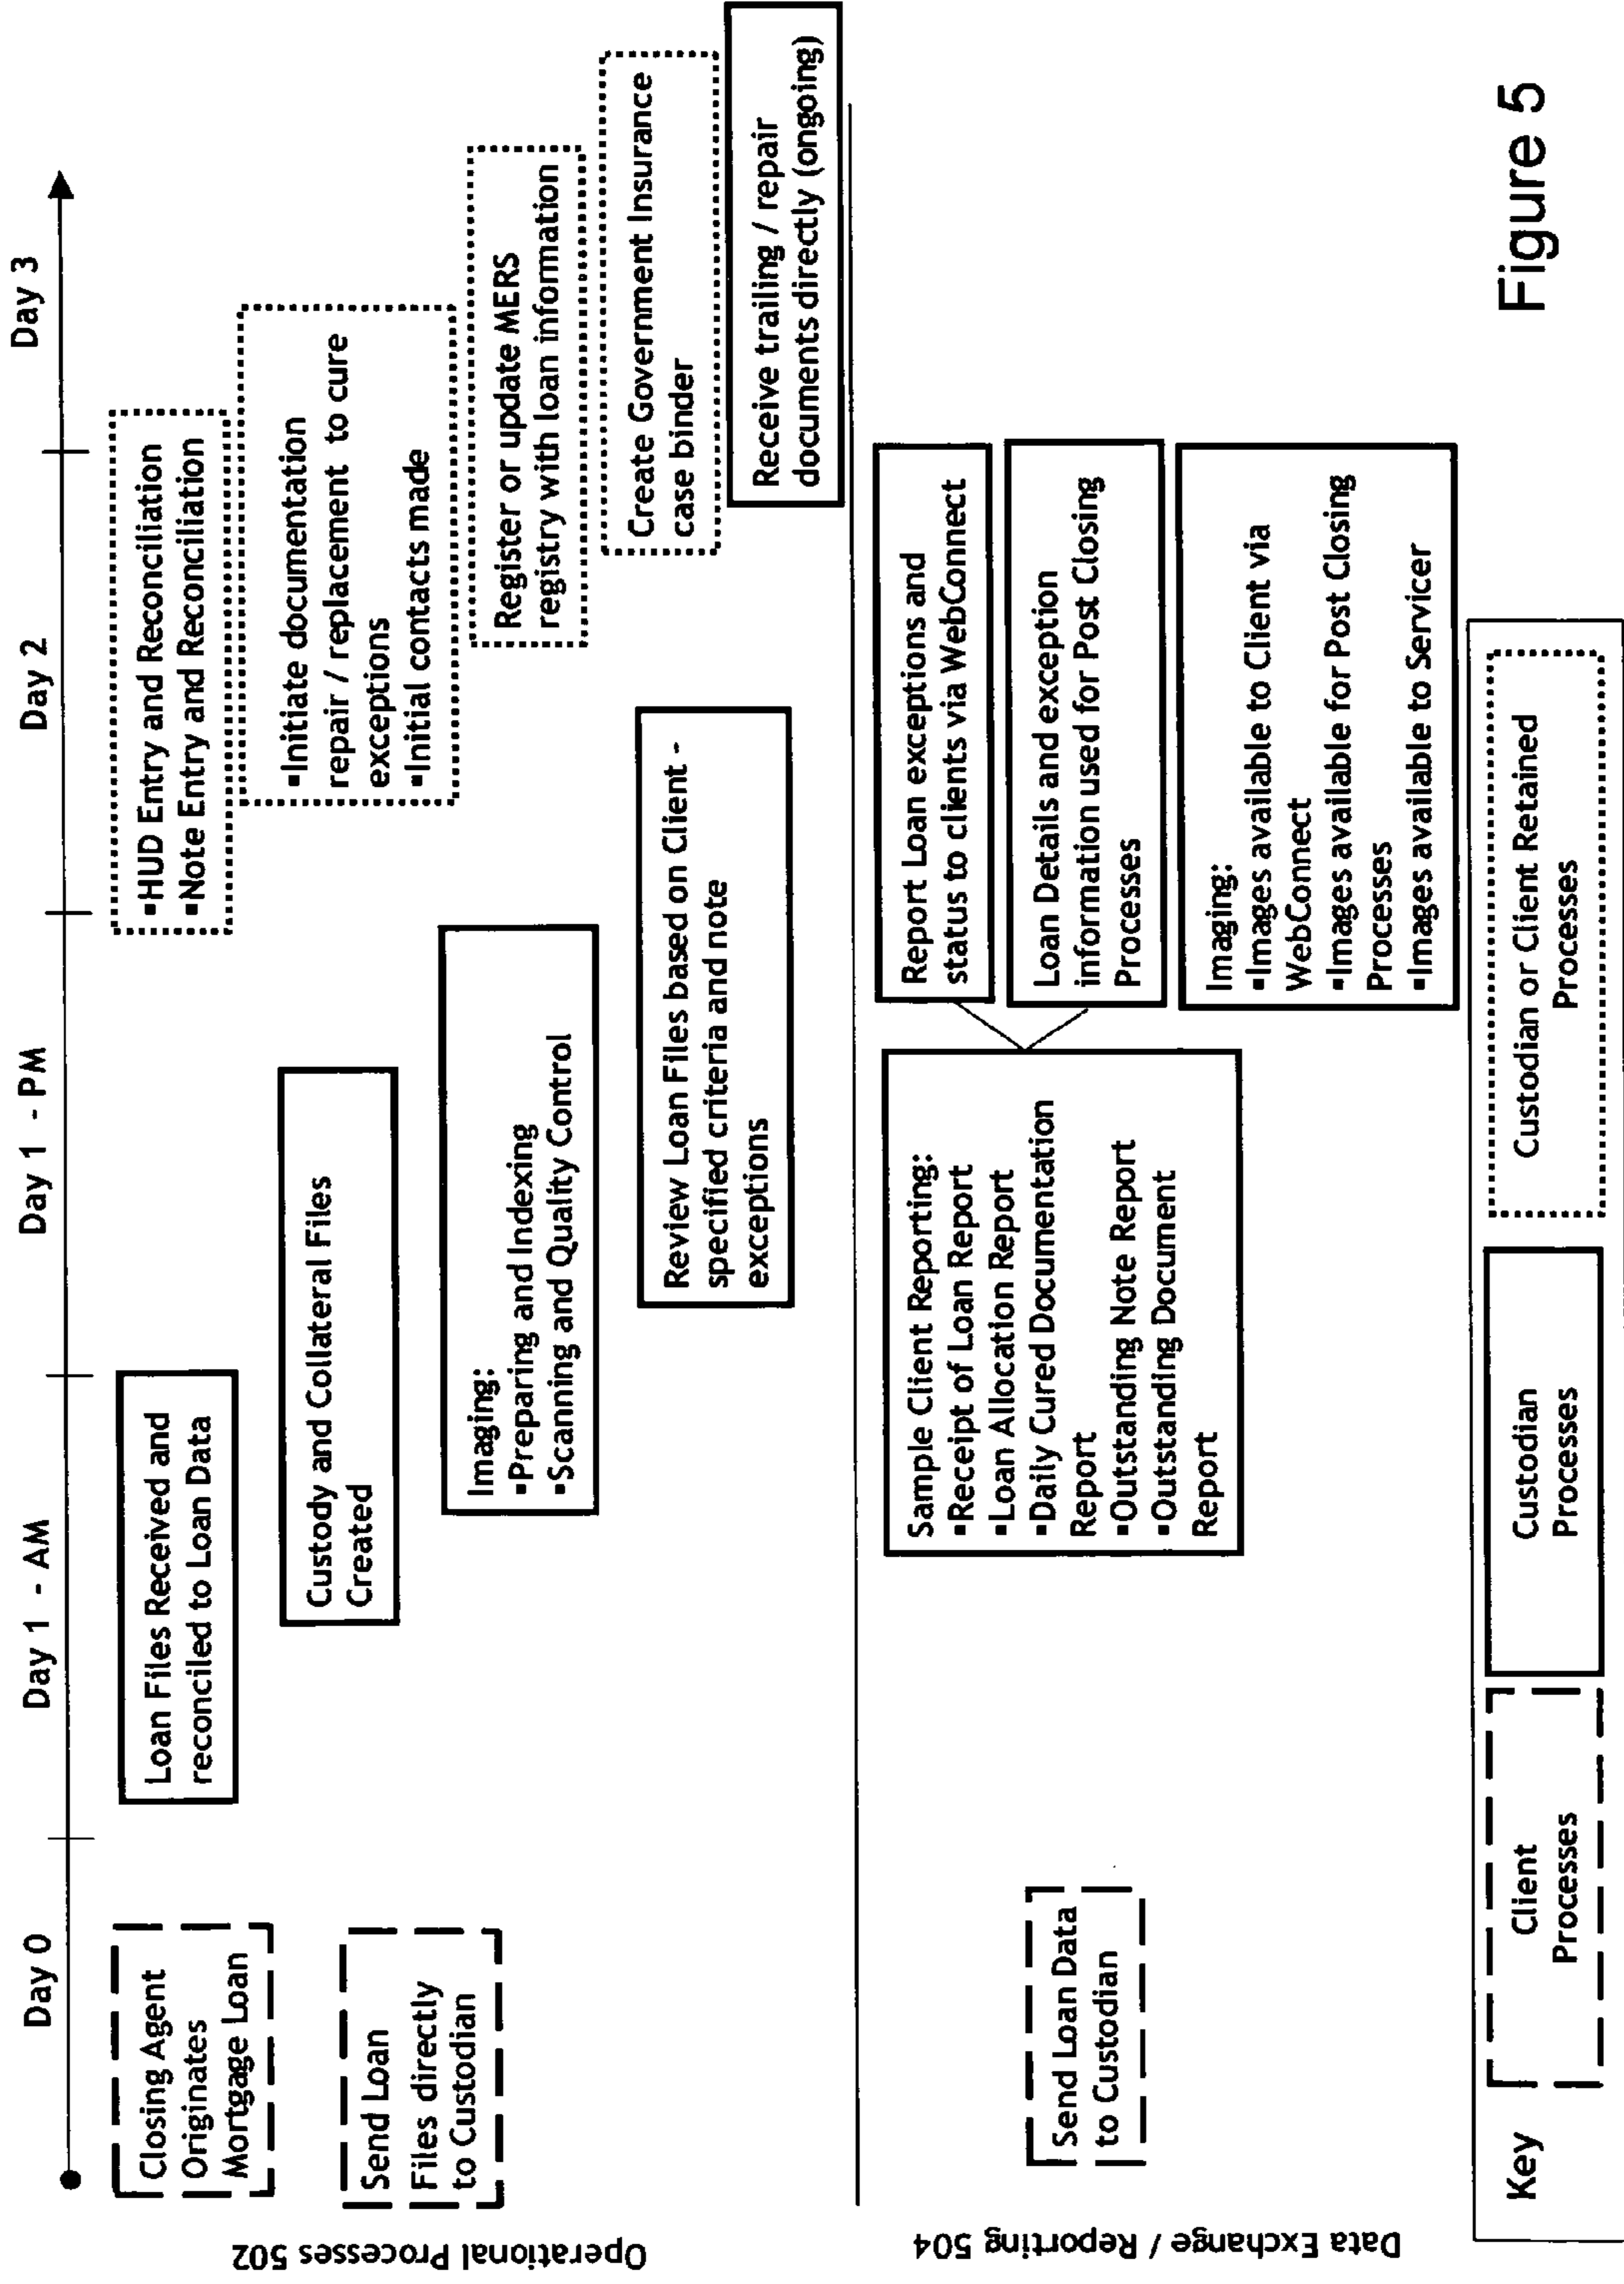 Day 0
Day 1 - AM
Day 1 - PM
Day 2
Day 3
Operational Processes 502
Closing Agent
Originates
Mortgage Loan
Send Loan
Files directly
to Custodian
Loan Files Received and
reconciled to Loan Data
Custody and Collateral Files
Created
Imaging:
▪Preparing and Indexing
▪Scanning and Quality Control
Review Loan Files based on Client -
specified criteria and note
exceptions
▪HUD Entry and Reconciliation
▪Note Entry and Reconciliation
▪Initiate documentation
repair / replacement to cure
exceptions
▪Initial contacts made
Register or update MERS
registry with loan information
Create Government Insurance
case binder
Receive trailing / repair
documents directly (ongoing)
Data Exchange / Reporting 504
Send Loan Data
to Custodian
Sample Client Reporting:
▪Receipt of Loan Report
▪Loan Allocation Report
▪Daily Cured Documentation
Report
▪Outstanding Note Report
▪Outstanding Document
Report
Report Loan exceptions and
status to clients via WebConnect
Loan Details and exception
information used for Post Closing
Processes
Imaging:
▪Images available to Client via
WebConnect
▪Images available for Post Closing
Processes
▪Images available to Servicer
Key
Client
Processes
Custodian
Processes
Custodian or Client Retained
Processes
Figure 5